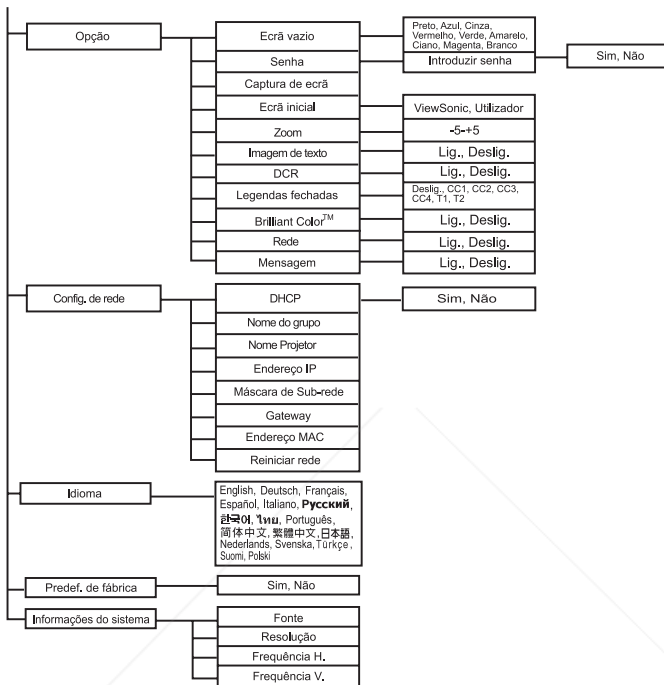 Opção
Ecrã vazio
Preto, Azul, Cinza,
Vermelho, Verde, Amarelo,
Ciano, Magenta, Branco
Senha
Introduzir senha
Sim, Não
Captura de ecrã
Ecrã inicial
ViewSonic, Utilizador
Zoom
-5-+5
Imagem de texto
Lig., Deslig.
DCR
Lig., Deslig.
Legendas fechadas
Deslig., CC1, CC2, CC3,
CC4, T1, T2
Brilliant Color™
Lig., Deslig.
Rede
Lig., Deslig.
Mensagem
Lig., Deslig.
Config. de rede
DHCP
Sim, Não
Nome do grupo
Nome Projetor
Endereço IP
Máscara de Sub-rede
Gateway
Endereço MAC
Reiniciar rede
Idioma
English, Deutsch, Français,
Español, Italiano, Русский,
한국어, ไทย, Português,
简体中文, 繁體中文, 日本語,
Nederlands, Svenska, Türkçe,
Suomi, Polski
Predef. de fábrica
Sim, Não
Informações do sistema
Fonte
Resolução
Frequência H.
Frequência V.